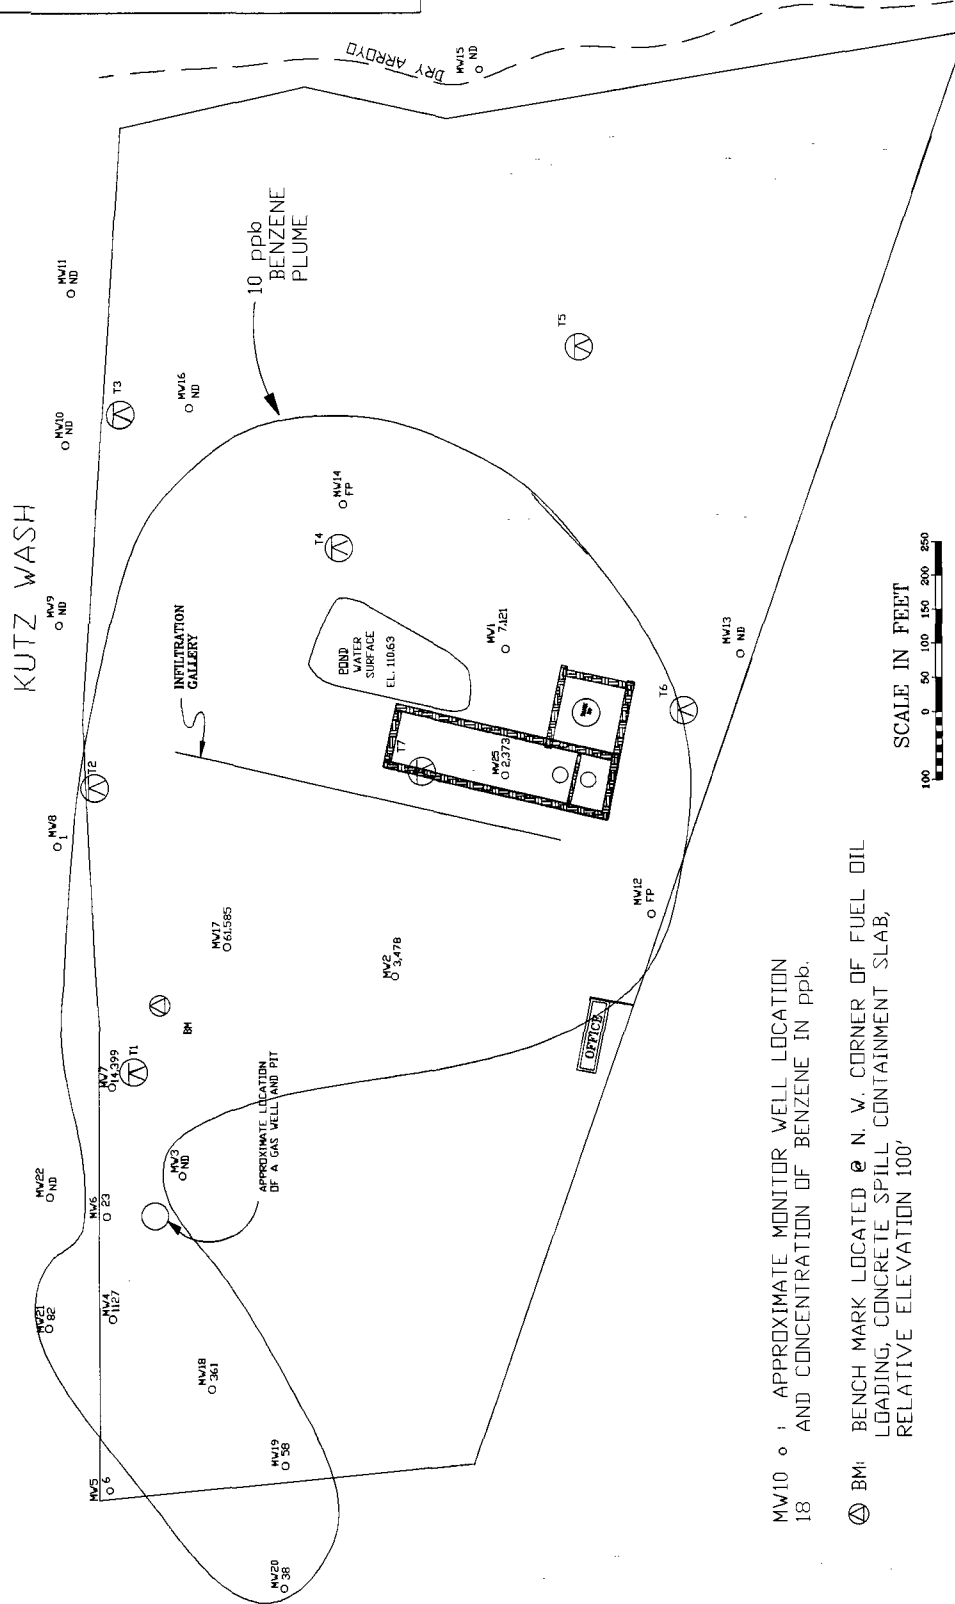 KUTZ WASH
DRY ARROYO
MW15
ND
MW11
ND
MW10
ND
T3
MW16
ND
10 ppb
BENZENE
PLUME
T5
MW9
ND
INFILTRATION
GALLERY
MW14
FP
T4
POND
WATER
SURFACE
EL. 110.63
MW1
7,121
MW13
ND
T6
T7
MW25
2,373
T2
MW8
1
MW17
61,585
MW2
3,478
MW12
FP
OFFICE
BM
T1
MW7
14,399
MW3
ND
APPROXIMATE LOCATION
OF A GAS WELL AND PIT
MW22
ND
MW6
23
MW21
82
MW4
1127
MW18
361
MW19
58
MW5
6
MW20
38
SCALE IN FEET
100 0 50 100 150 200 250
MW10 o : APPROXIMATE MONITOR WELL LOCATION
18 AND CONCENTRATION OF BENZENE IN ppb.
BM: BENCH MARK LOCATED @ N. W. CORNER OF FUEL OIL
LOADING, CONCRETE SPILL CONTAINMENT SLAB,
RELATIVE ELEVATION 100'